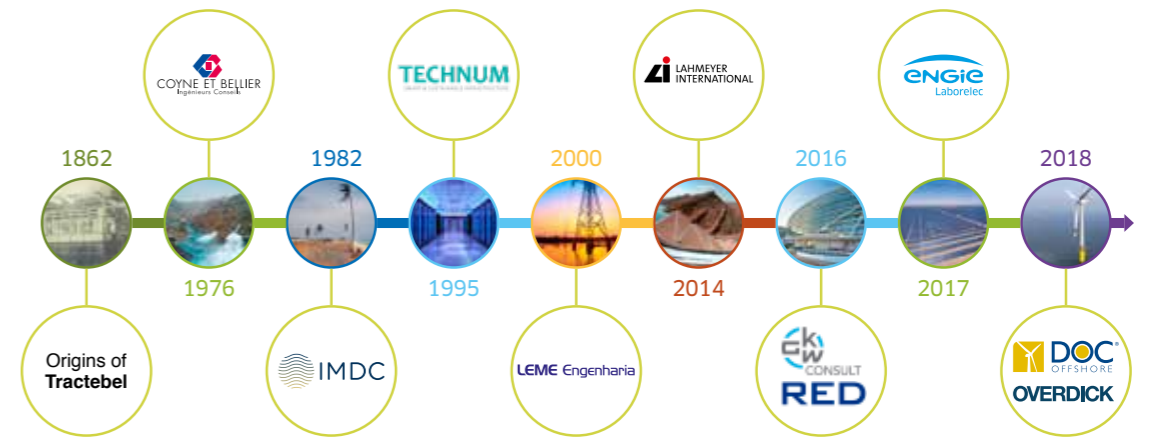 COYNE ET BELLIER
Ingénieurs Conseils
TECHNUM
LAHMEYER
INTERNATIONAL
ENGIE
Laborelec
1862
1982
2000
2016
2018
1976
1995
2014
2017
Origins of
Tractebel
IMDC
LEME Engenharia
GKW
CONSULT
RED
DOC®
OFFSHORE
OVERDICK